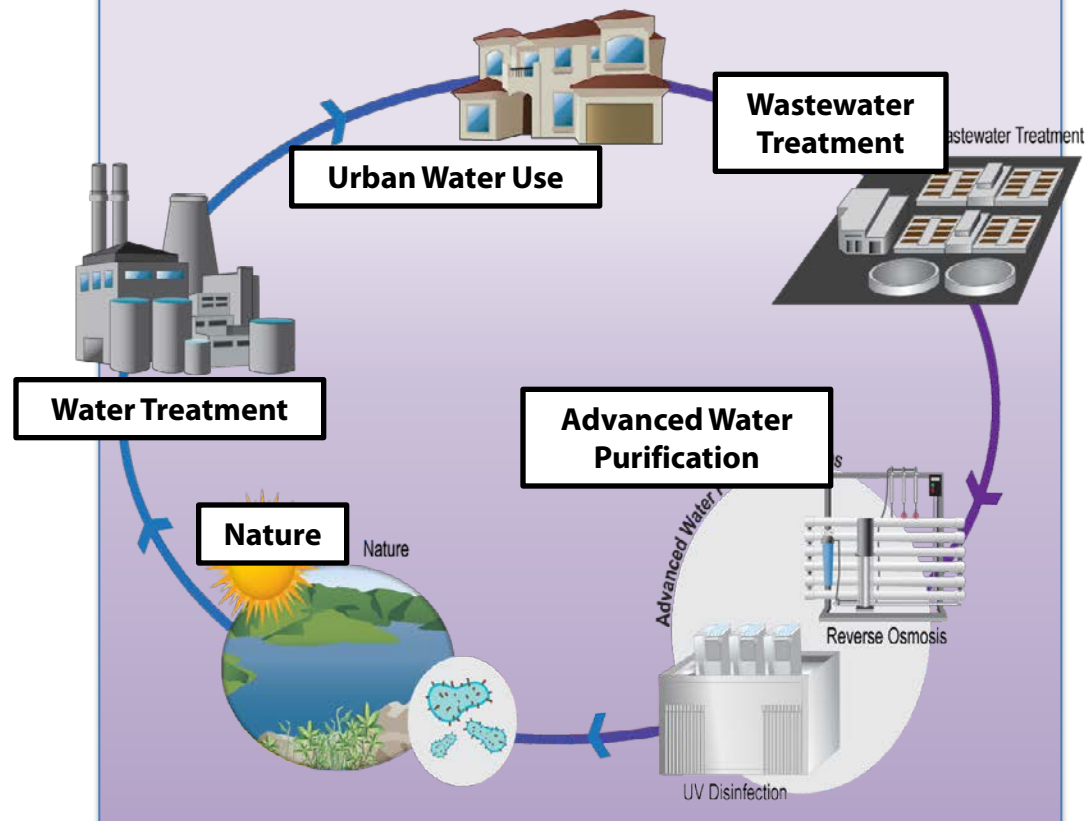 Wastewater
Treatment
astewater Treatment
Urban Water Use
Water Treatment
Advanced Water
Purification
s
Advanced Water
Nature
Nature
Reverse Osmosis
UV Disinfection